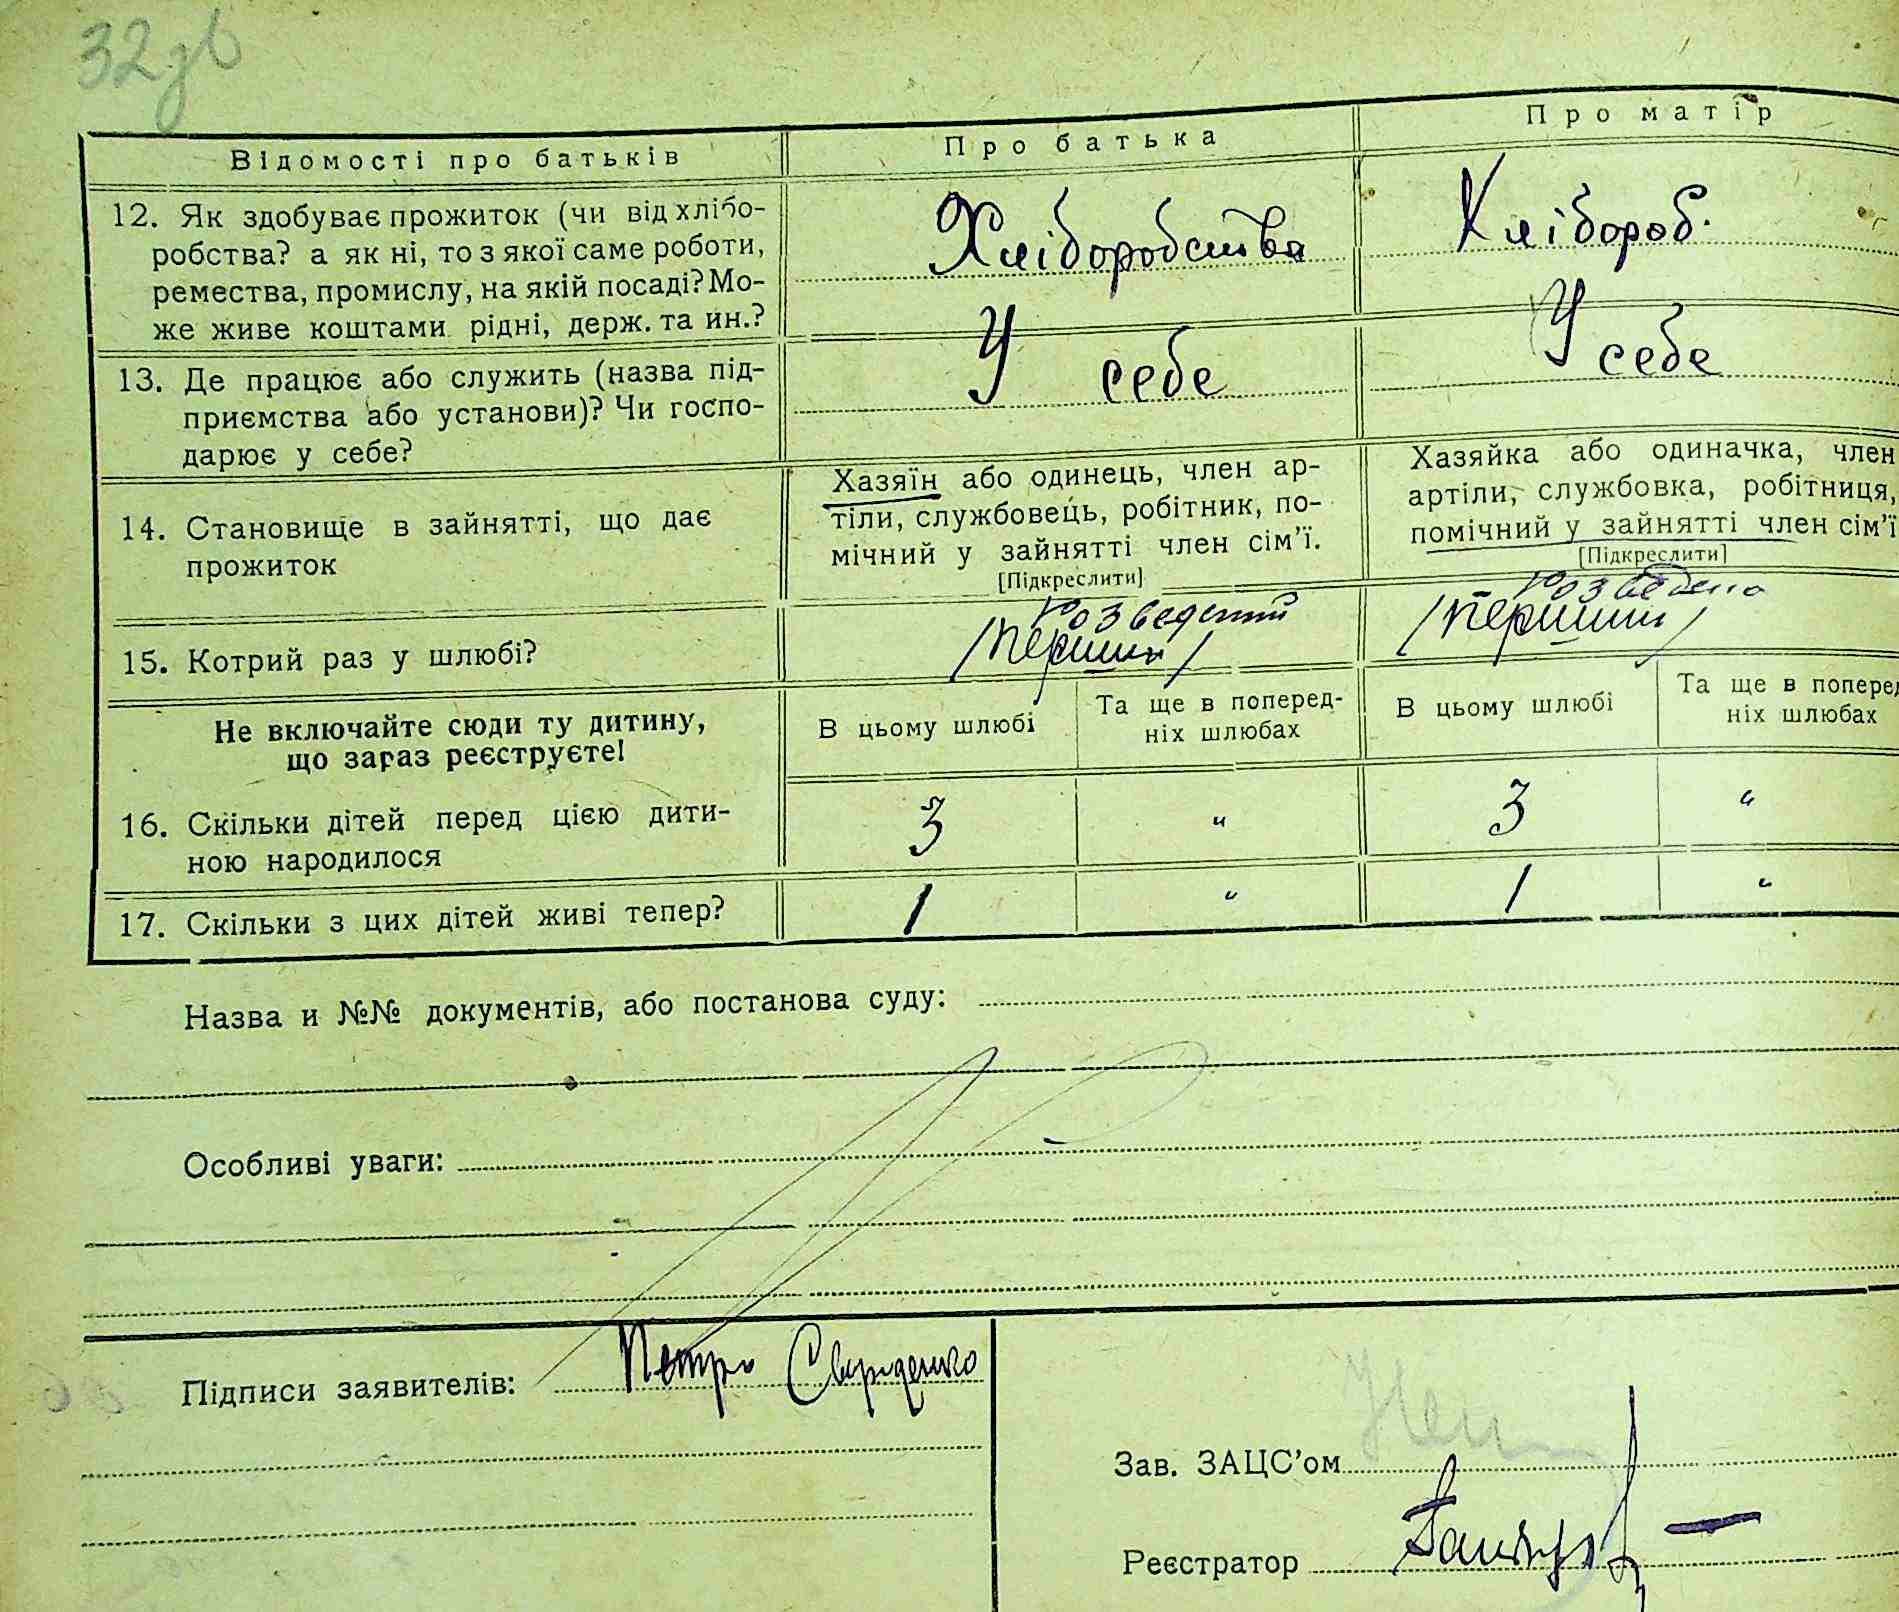 32зв
Відомості про батьків
Про батька
Про матір
12. Як здобуває прожиток (чи від хлібо-
робства? а як ні, то з якої саме роботи,
ремества, промислу, на якій посаді? Мо-
же живе коштами рідні, держ. та ин.?
Хліборобства
Хлібороб.
13. Де працює або служить (назва під-
приємства або установи)? Чи госпо-
дарює у себе?
У себе
У себе
14. Становище в зайнятті, що дає
прожиток
Хазяїн або одинець, член ар-
тіли, службовець, робітник, по-
мічний у зайнятті член сім'ї.
[Підкреслити]
Хазяйка або одиначка, член
артіли, службовка, робітниця,
помічний у зайнятті член сім'ї
[Підкреслити]
15. Котрий раз у шлюбі?
розведений
/перший/
розведена
/перший/
Не включайте сюди ту дитину,
що зараз реєструєте!
В цьому шлюбі
Та ще в поперед-
ніх шлюбах
В цьому шлюбі
Та ще в поперед
ніх шлюбах
16. Скільки дітей перед цією дити-
ною народилося
3 " 3 "
17. Скільки з цих дітей живі тепер?
1 " 1 "
Назва и №№ документів, або постанова суду:
Особливі уваги:
Підписи заявителів: Петро
Зав. ЗАЦС'ом
Реєстратор